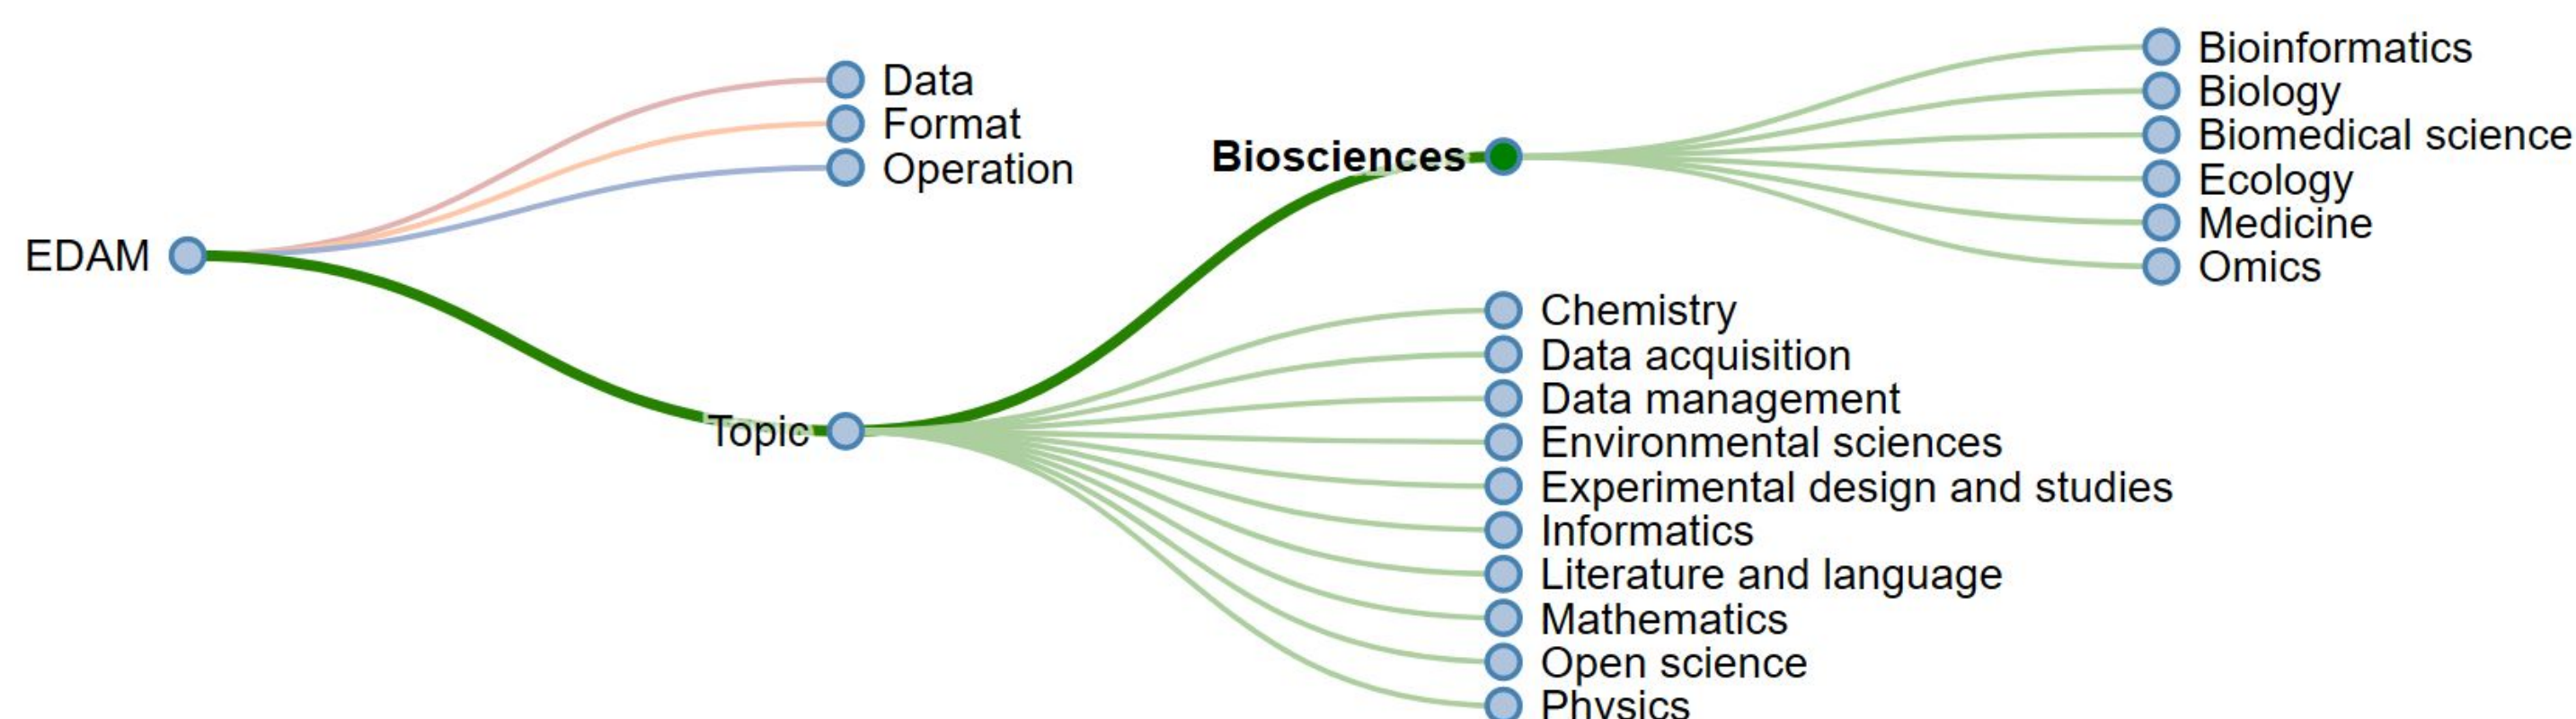 EDAM
Data
Format
Operation
Topic
Biosciences
Bioinformatics
Biology
Biomedical science
Ecology
Medicine
Omics
Chemistry
Data acquisition
Data management
Environmental sciences
Experimental design and studies
Informatics
Literature and language
Mathematics
Open science
Physics